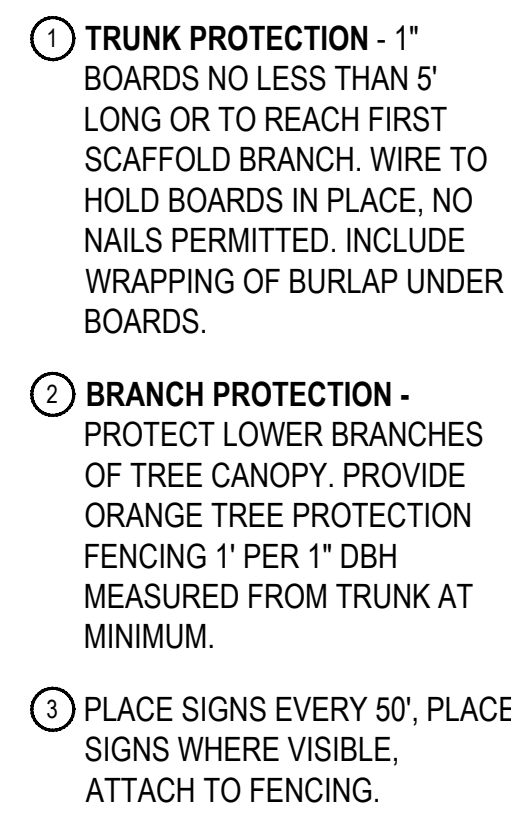 1 TRUNK PROTECTION - 1"
BOARDS NO LESS THAN 5'
LONG OR TO REACH FIRST
SCAFFOLD BRANCH. WIRE TO
HOLD BOARDS IN PLACE, NO
NAILS PERMITTED. INCLUDE
WRAPPING OF BURLAP UNDER
BOARDS.
2 BRANCH PROTECTION -
PROTECT LOWER BRANCHES
OF TREE CANOPY. PROVIDE
ORANGE TREE PROTECTION
FENCING 1' PER 1" DBH
MEASURED FROM TRUNK AT
MINIMUM.
3 PLACE SIGNS EVERY 50', PLACE
SIGNS WHERE VISIBLE,
ATTACH TO FENCING.